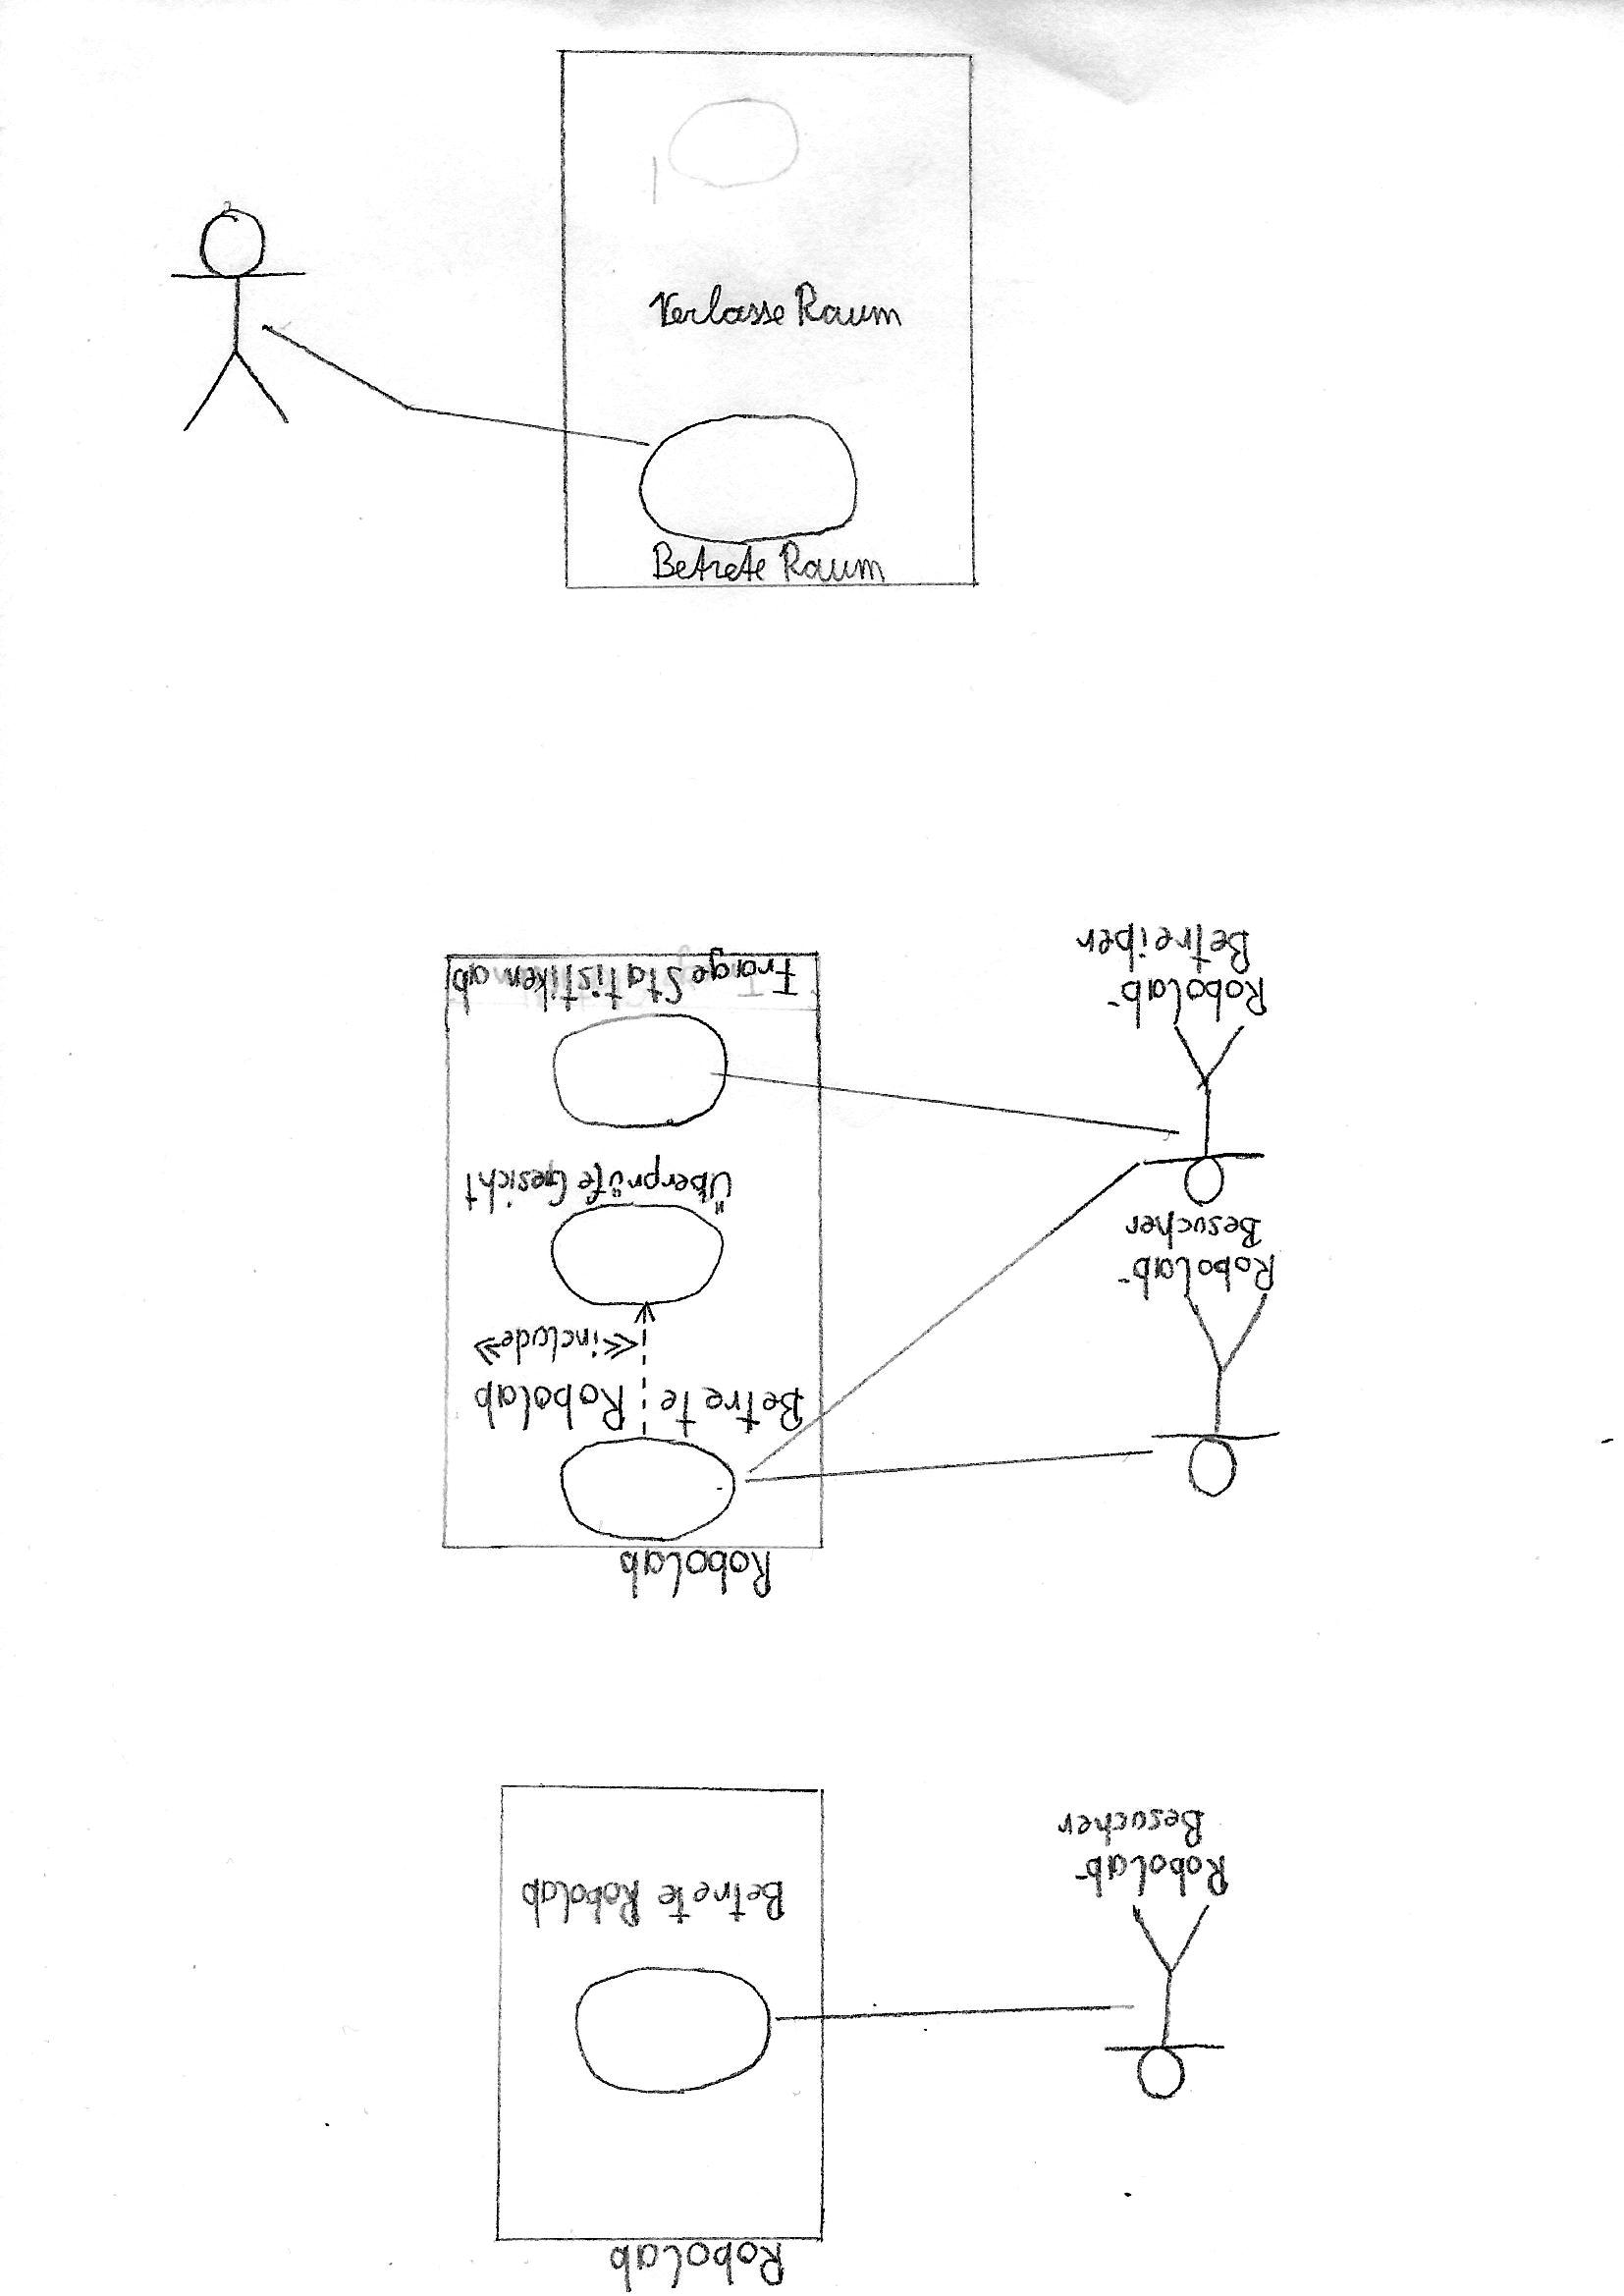 Verlasse Raum
Betrete Raum
Robolab
Robolab-
Besucher
Betrete Robolab
Robolab
Betrete Robolab
<<include>>
Überprüfe Gesicht
Frage Statistiken ab
Robolab-
Besucher
Robolab-
Betreiber